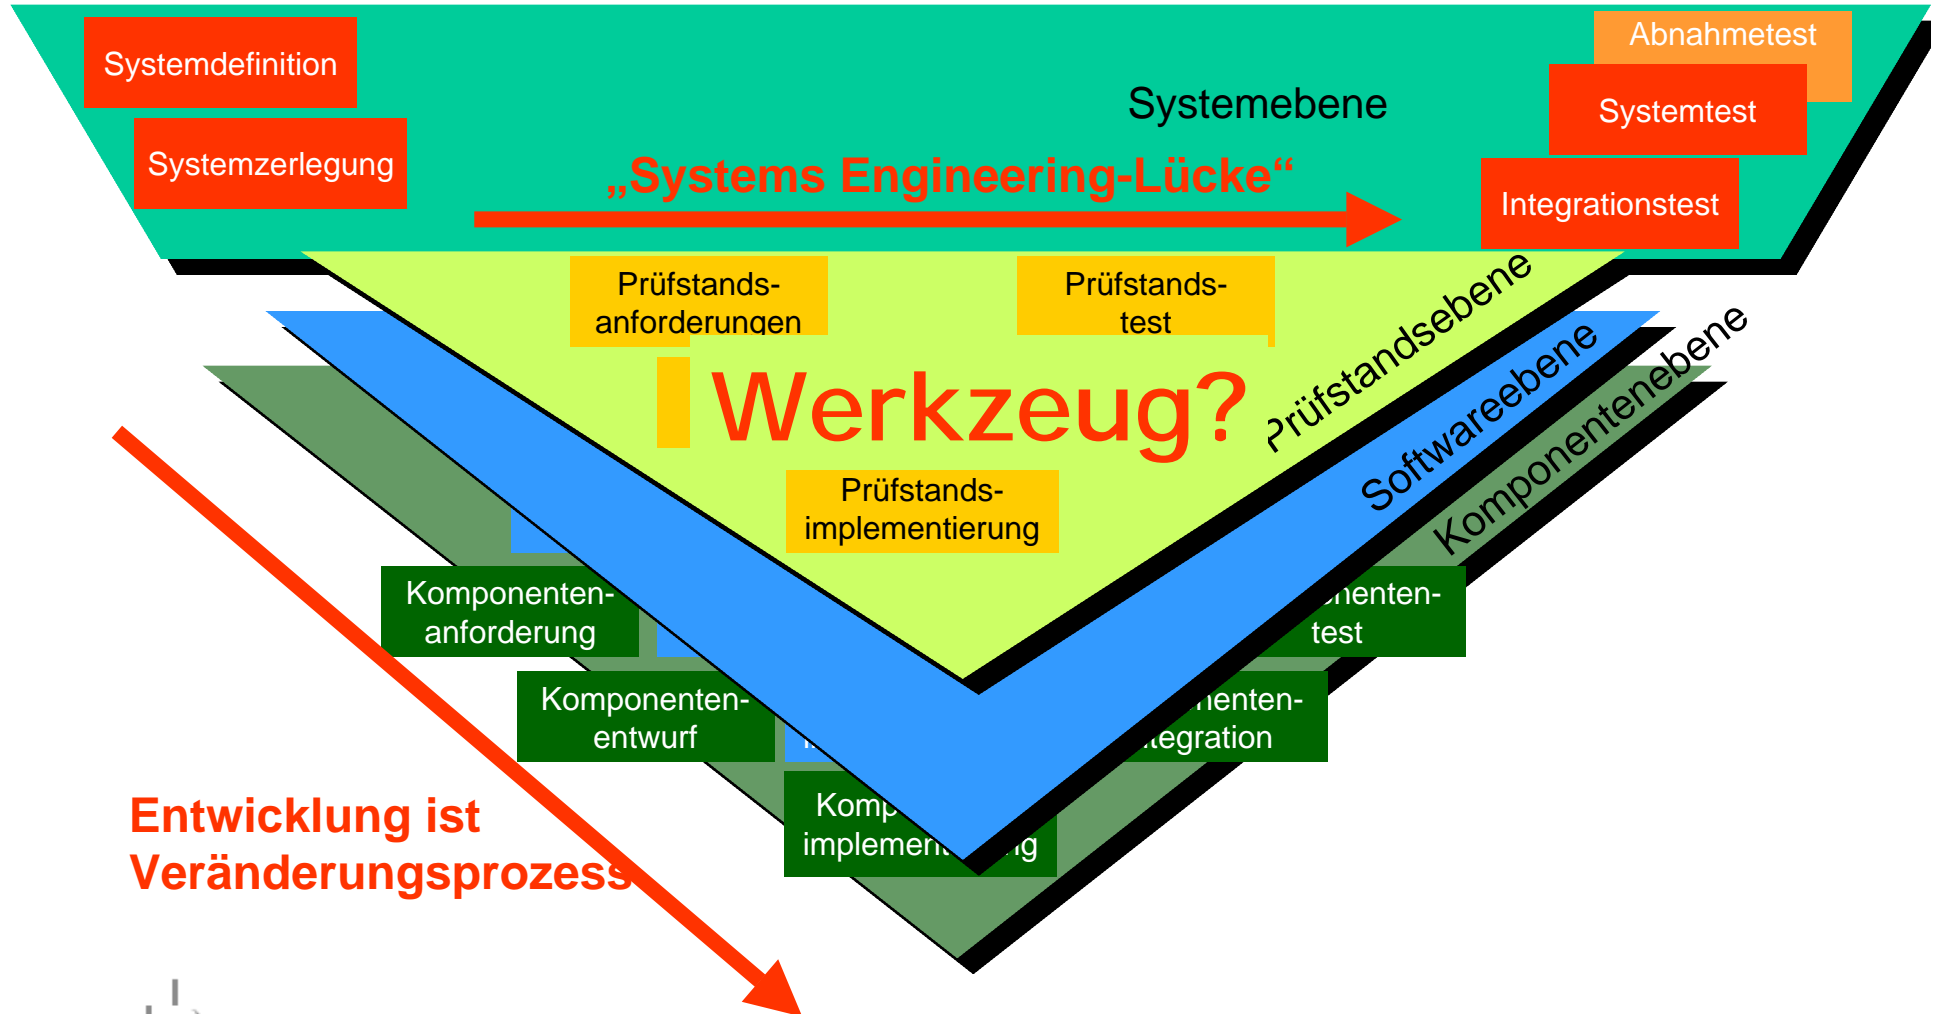 Systemdefinition
Abnahmetest
Systemebene
Systemtest
Systemzerlegung
„Systems Engineering-Lücke“
Integrationstest
Prüfstands-
anforderungen
Prüfstands-
test
Prüfstandsebene
Softwareebene
Komponentenebene
Werkzeug?
Prüfstands-
implementierung
Komponenten-
anforderung
test
Komponenten-
entwurf
Entwicklung ist
Veränderungsprozess